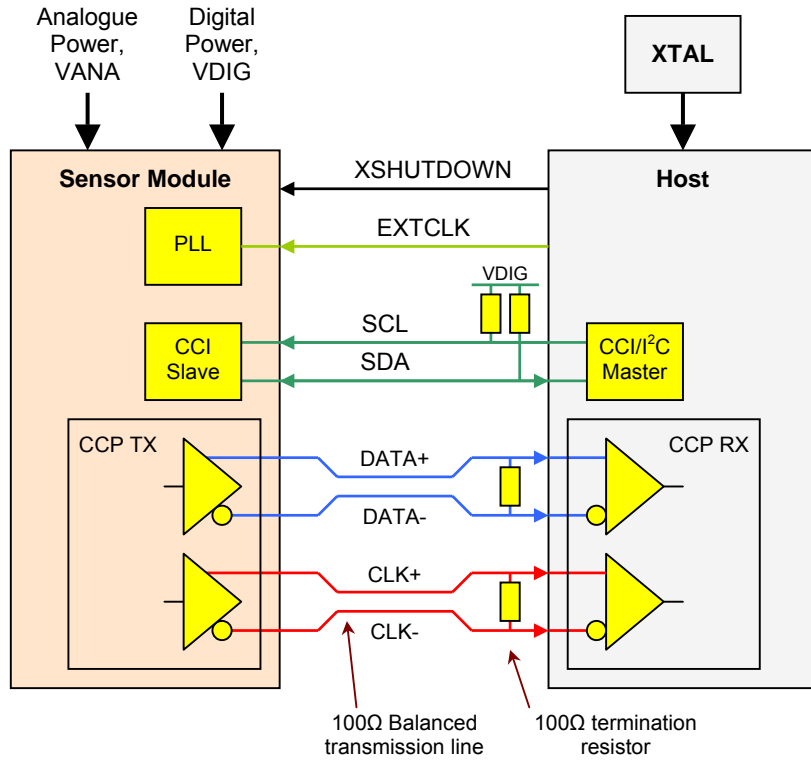 Analogue
Power,
VANA
Digital
Power,
VDIG
XTAL
Sensor Module
XSHUTDOWN
Host
PLL
EXTCLK
VDIG
CCI
Slave
SCL
SDA
CCI/I²C
Master
CCP TX
DATA+
DATA-
CCP RX
CLK+
CLK-
100Ω Balanced
transmission line
100Ω termination
resistor